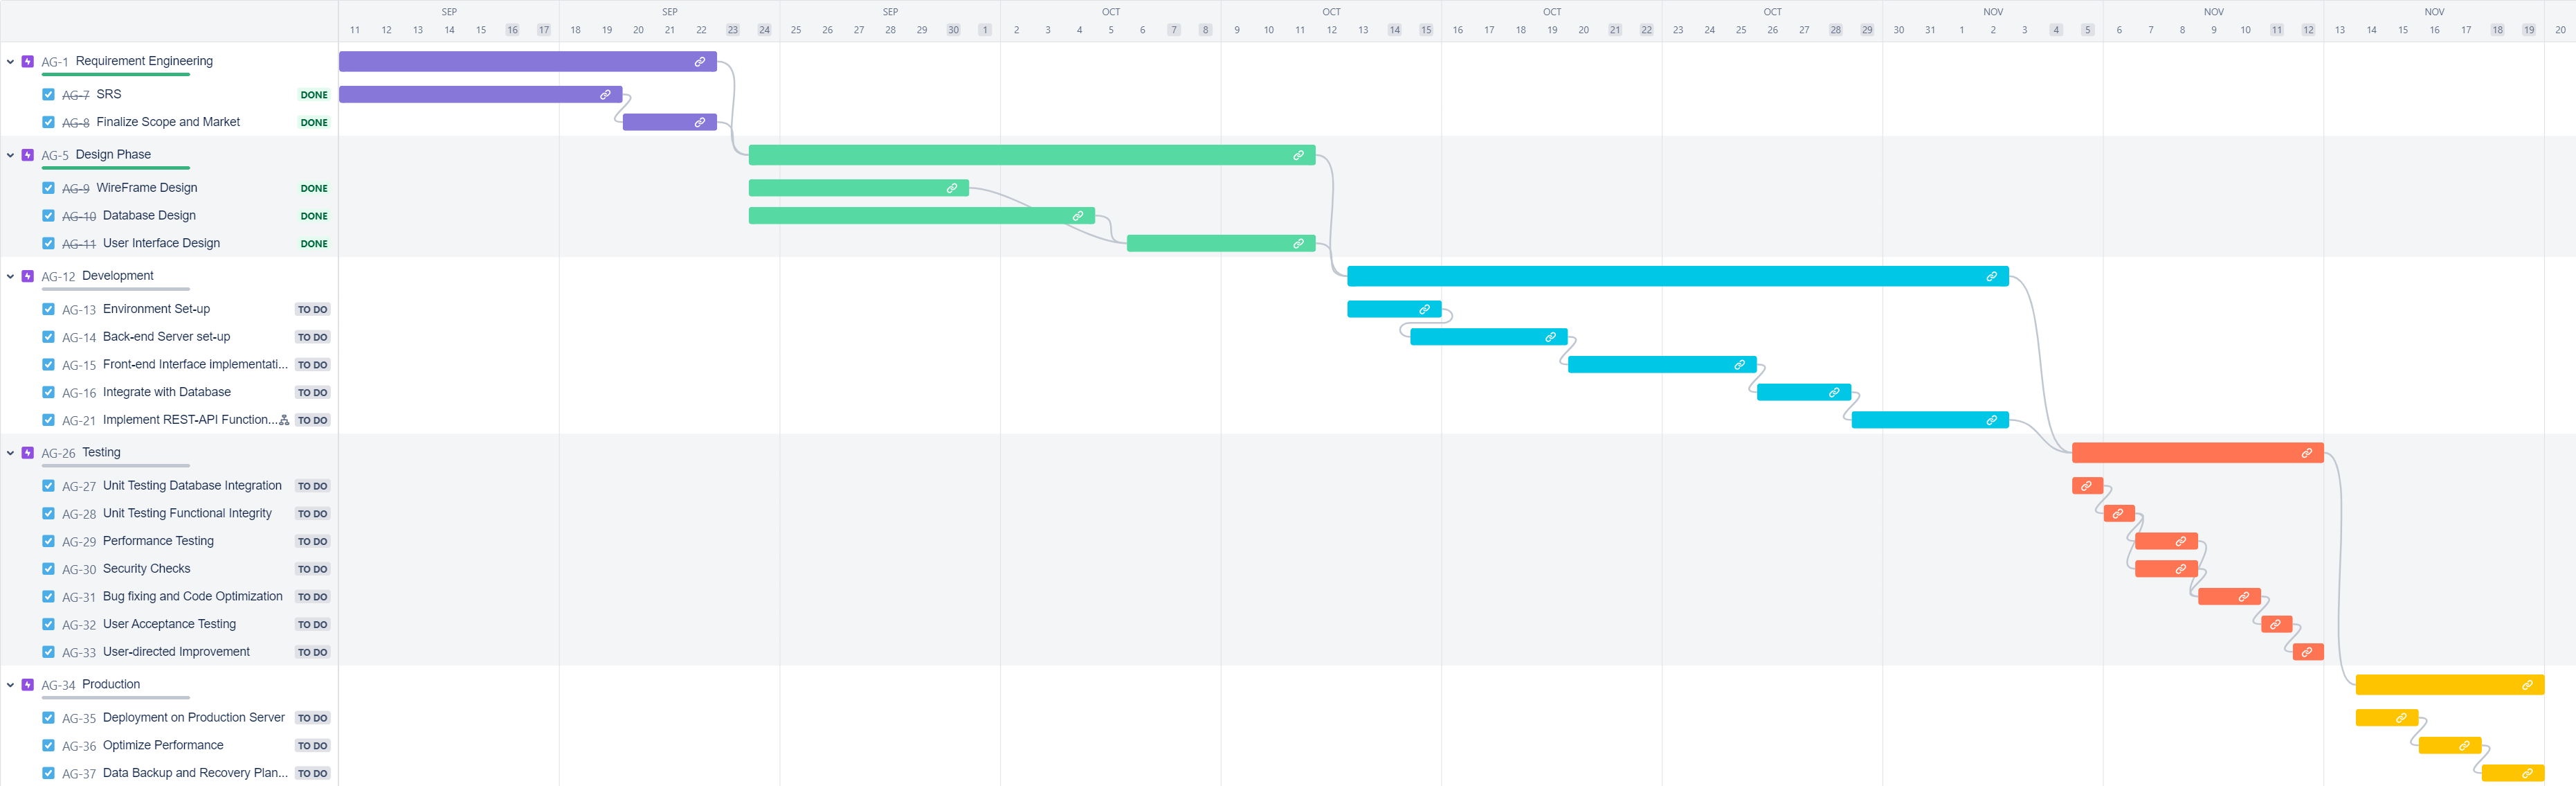 SEP SEP SEP OCT OCT OCT OCT NOV NOV NOV
11 12 13 14 15 16 17 18 19 20 21 22 23 24 25 26 27 28 29 30 1 2 3 4 5 6 7 8 9 10 11 12 13 14 15 16 17 18 19 20 21 22 23 24 25 26 27 28 29 30 31 1 2 3 4 5 6 7 8 9 10 11 12 13 14 15 16 17 18 19 20
AG-1 Requirement Engineering
AG-7 SRS DONE
AG-8 Finalize Scope and Market DONE
AG-5 Design Phase
AG-9 WireFrame Design DONE
AG-10 Database Design DONE
AG-11 User Interface Design DONE
AG-12 Development
AG-13 Environment Set-up TO DO
AG-14 Back-end Server set-up TO DO
AG-15 Front-end Interface implementati... TO DO
AG-16 Integrate with Database TO DO
AG-21 Implement REST-API Function... TO DO
AG-26 Testing
AG-27 Unit Testing Database Integration TO DO
AG-28 Unit Testing Functional Integrity TO DO
AG-29 Performance Testing TO DO
AG-30 Security Checks TO DO
AG-31 Bug fixing and Code Optimization TO DO
AG-32 User Acceptance Testing TO DO
AG-33 User-directed Improvement TO DO
AG-34 Production
AG-35 Deployment on Production Server TO DO
AG-36 Optimize Performance TO DO
AG-37 Data Backup and Recovery Plan... TO DO